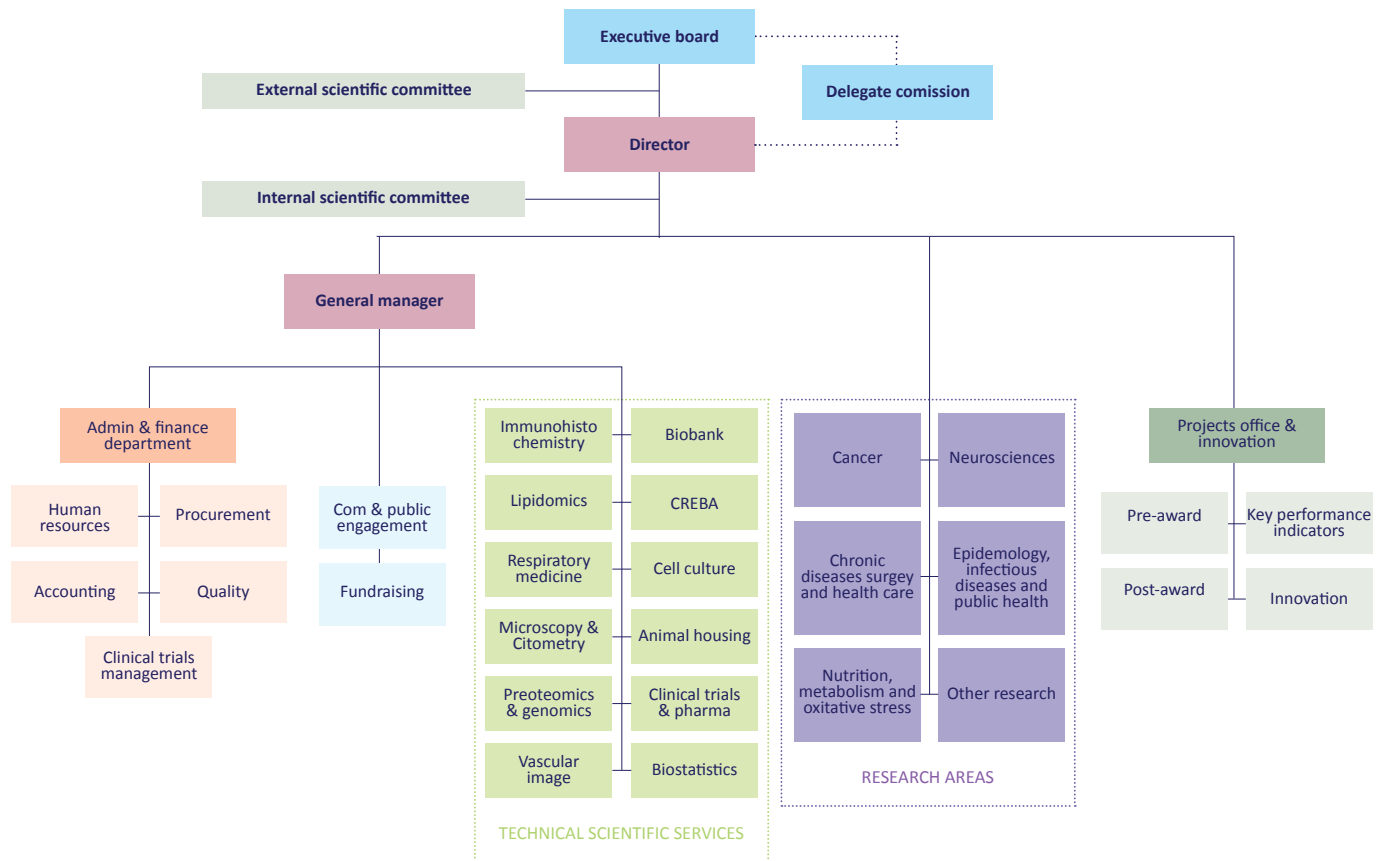 Executive board
External scientific committee
Delegate comission
Director
Internal scientific committee
General manager
Admin & finance
department
Human
resources
Procurement
Accounting
Quality
Clinical trials
management
Com & public
engagement
Fundraising
Immunohisto
chemistry
Biobank
Lipidomics
CREBA
Respiratory
medicine
Cell culture
Microscopy &
Citometry
Animal housing
Preoteomics
& genomics
Clinical trials
& pharma
Vascular
image
Biostatistics
TECHNICAL SCIENTIFIC SERVICES
Cancer
Neurosciences
Chronic
diseases surgey
and health care
Epidemology,
infectious
diseases and
public health
Nutrition,
metabolism and
oxitative stress
Other research
RESEARCH AREAS
Projects office &
innovation
Pre-award
Key performance
indicators
Post-award
Innovation